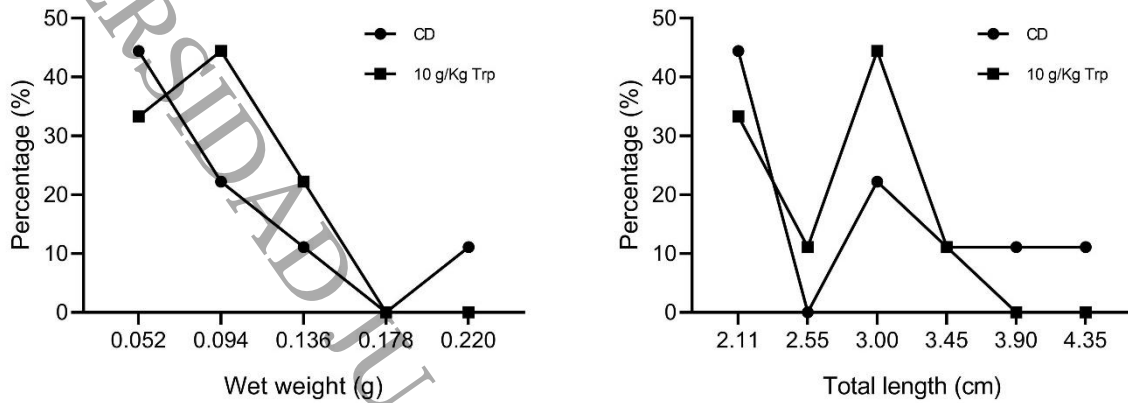 50
40
30
20
10
0
Percentage (%)
CD
10 g/Kg Trp
0.052 0.094 0.136 0.178 0.220
Wet weight (g)
50
40
30
20
10
0
Percentage (%)
CD
10 g/Kg Trp
2.11 2.55 3.00 3.45 3.90 4.35
Total length (cm)
ERSIDAD JU